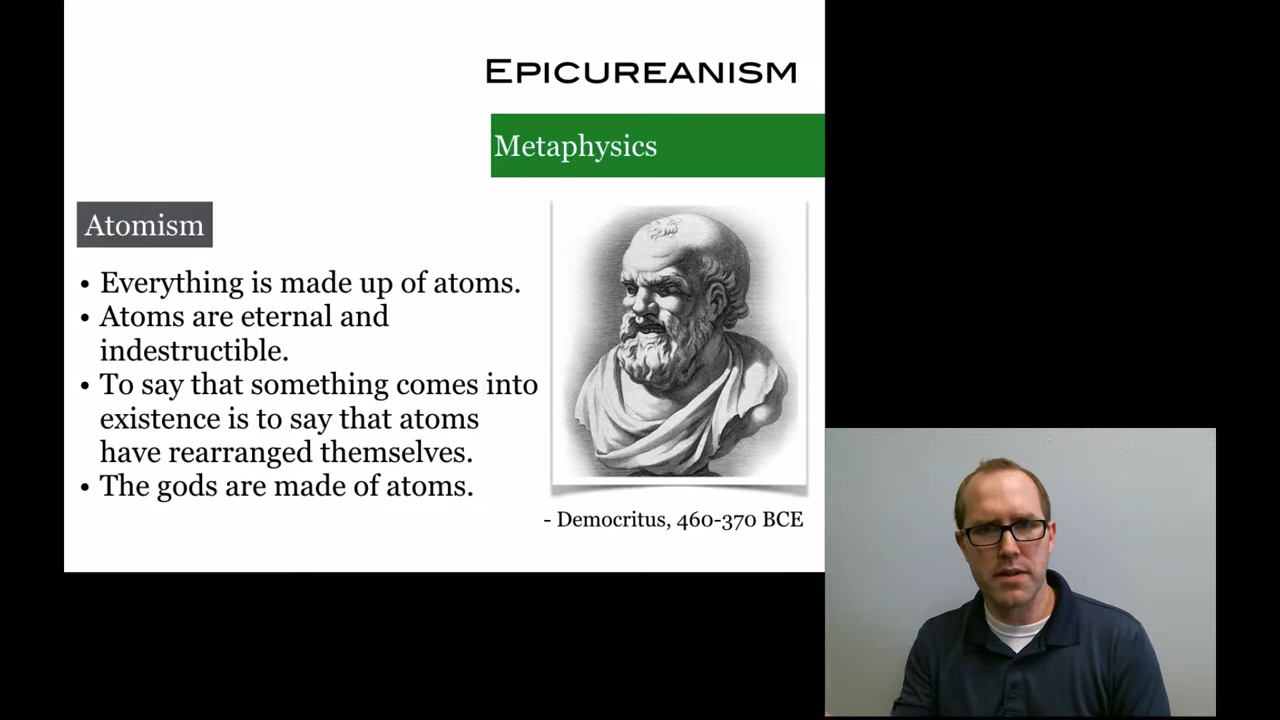 EPICUREANISM
Metaphysics
Atomism
• Everything is made up of atoms.
• Atoms are eternal and
indestructible.
• To say that something comes into
existence is to say that atoms
have rearranged themselves.
• The gods are made of atoms.
- Democritus, 460-370 BCE